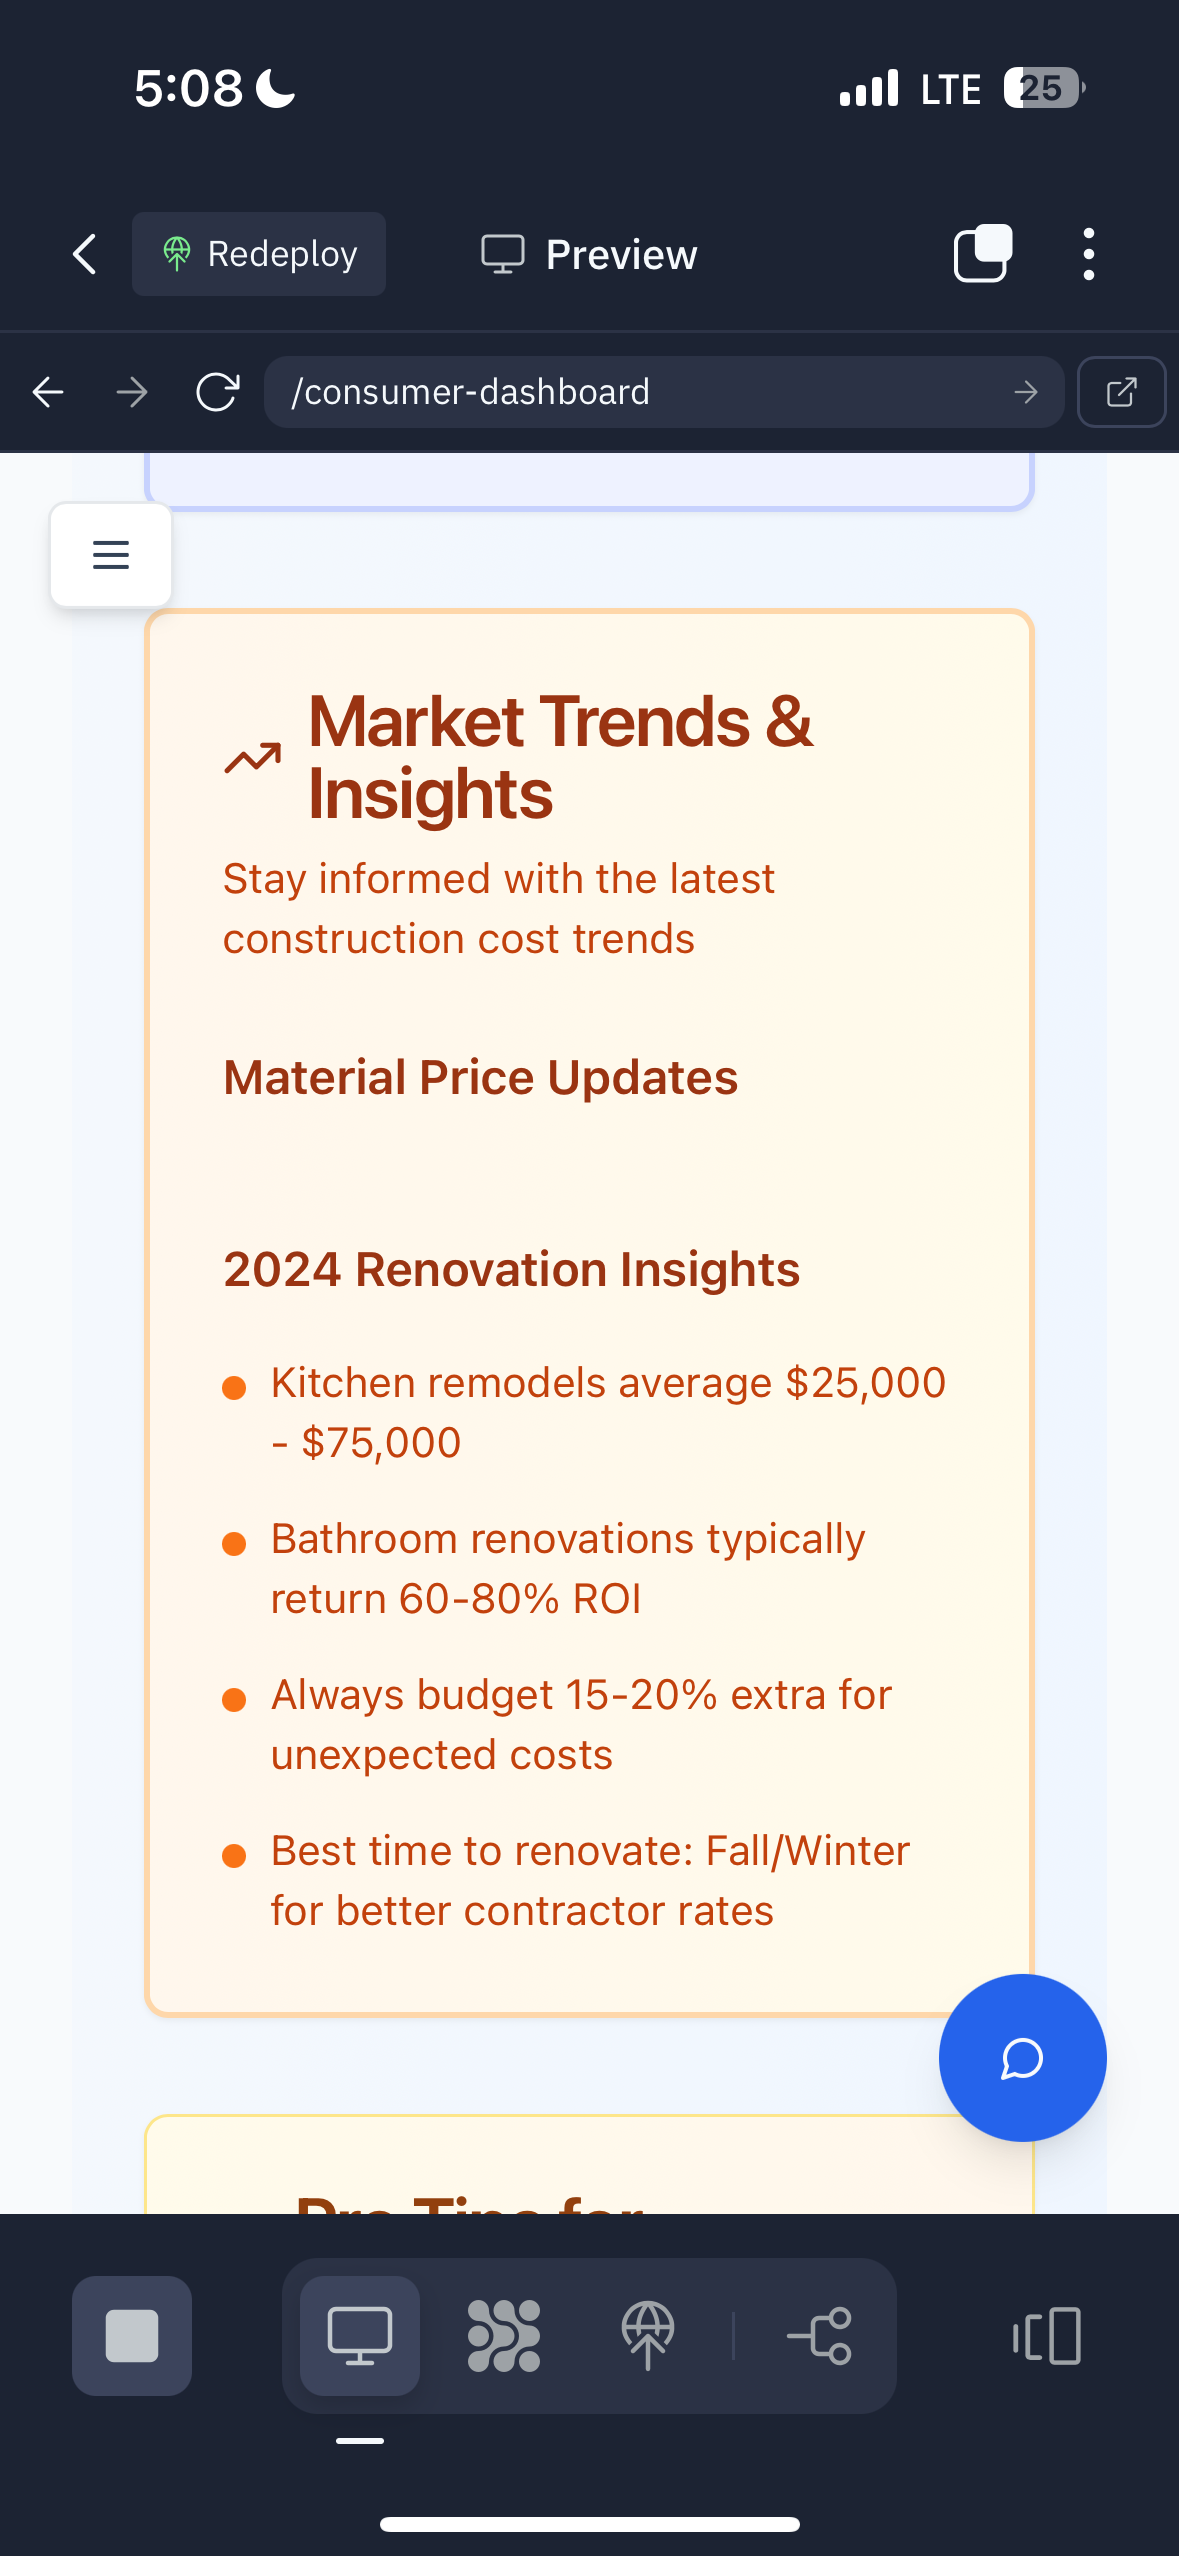 5:08
LTE
25
Redeploy
Preview
/consumer-dashboard
Market Trends &
Insights
Stay informed with the latest
construction cost trends
Material Price Updates
2024 Renovation Insights
Kitchen remodels average $25,000
- $75,000
Bathroom renovations typically
return 60-80% ROI
Always budget 15-20% extra for
unexpected costs
Best time to renovate: Fall/Winter
for better contractor rates
Pro Tips for